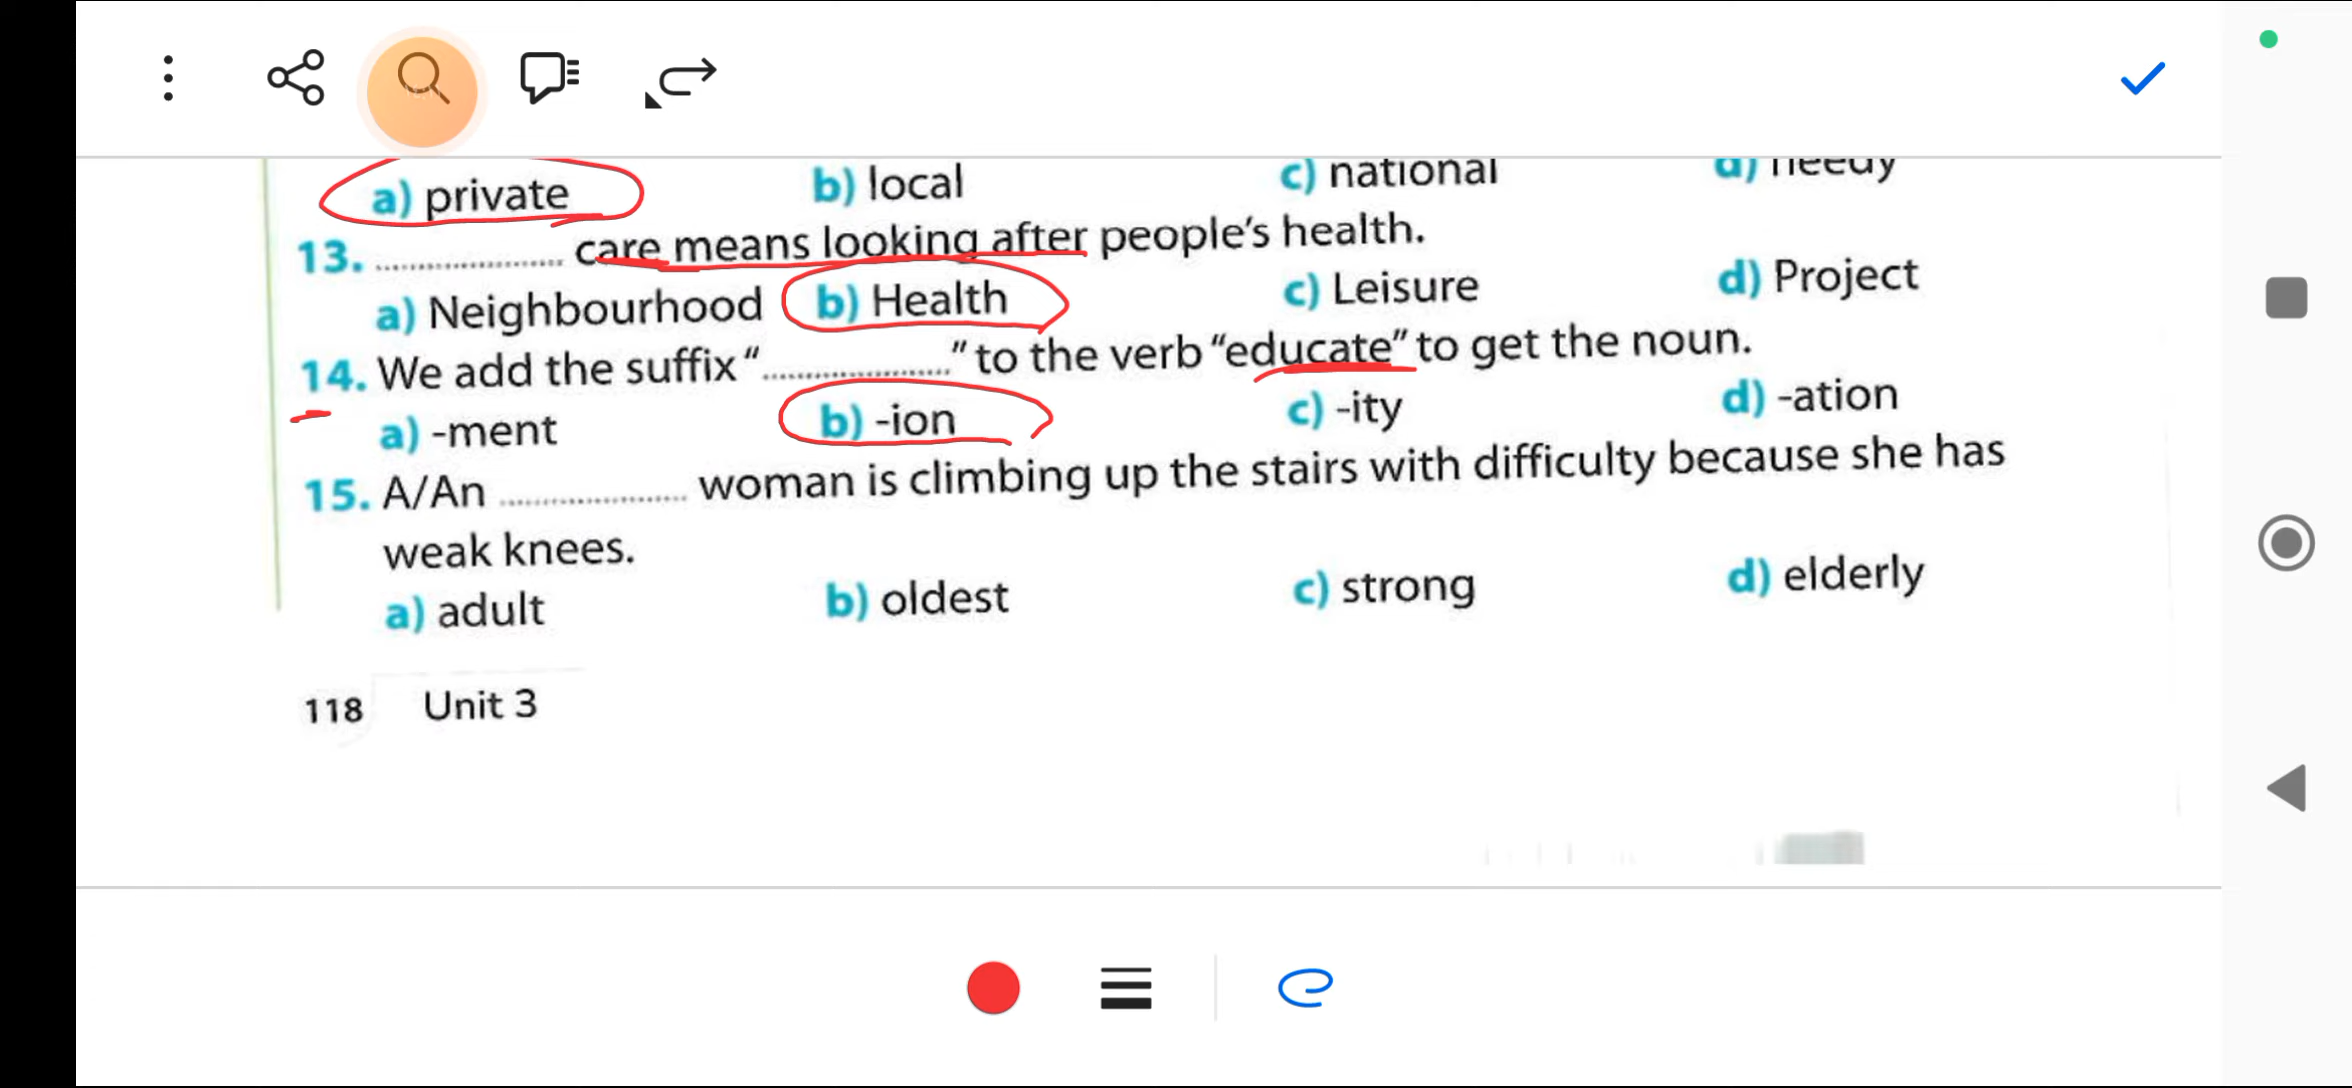 a) private b) local c) national d) needy
13. ........................ care means looking after people's health.
a) Neighbourhood b) Health c) Leisure d) Project
14. We add the suffix "........................" to the verb "educate" to get the noun.
a) -ment b) -ion c) -ity d) -ation
15. A/An ........................ woman is climbing up the stairs with difficulty because she has
weak knees.
a) adult b) oldest c) strong d) elderly
118 Unit 3